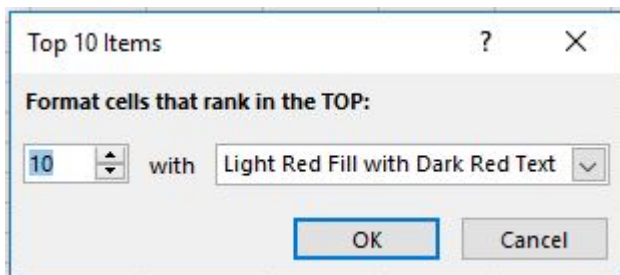 Top 10 Items ?
Format cells that rank in the TOP:
10 with Light Red Fill with Dark Red Text
OK Cancel